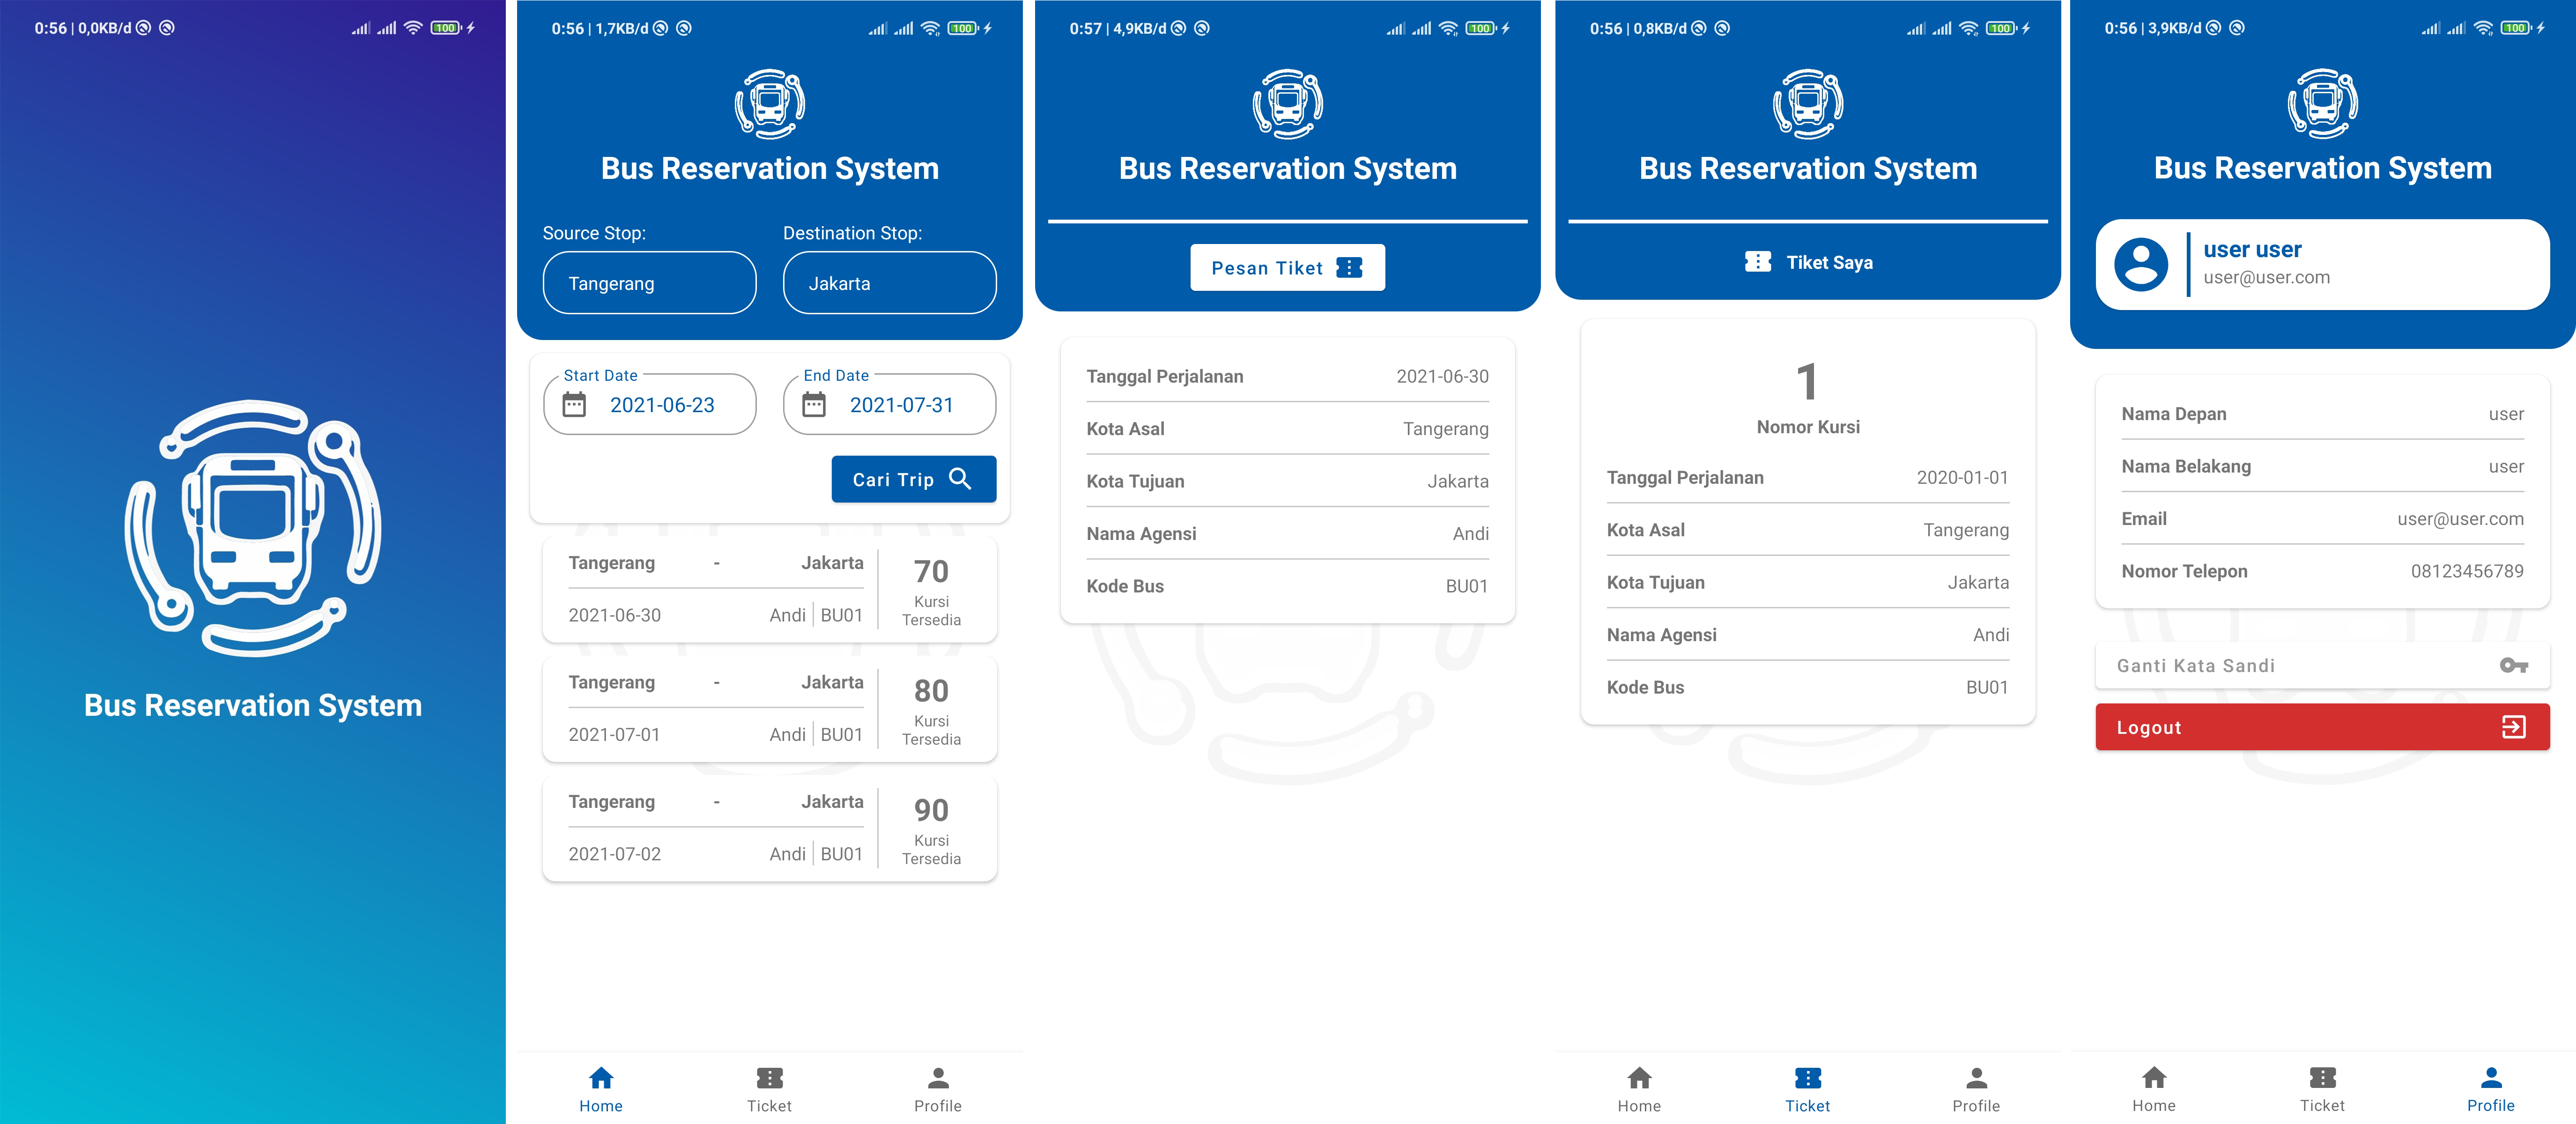 0:56 | 0,0KB/d
100
Bus Reservation System
0:56 | 1,7KB/d
100
Bus Reservation System
Source Stop:
Destination Stop:
Tangerang
Jakarta
Start Date
End Date
2021-06-23
2021-07-31
Cari Trip
Tangerang - Jakarta
2021-06-30 Andi BU01
70
Kursi
Tersedia
Tangerang - Jakarta
2021-07-01 Andi BU01
80
Kursi
Tersedia
Tangerang - Jakarta
2021-07-02 Andi BU01
90
Kursi
Tersedia
Home Ticket Profile
0:57 | 4,9KB/d
100
Bus Reservation System
Pesan Tiket
Tanggal Perjalanan 2021-06-30
Kota Asal Tangerang
Kota Tujuan Jakarta
Nama Agensi Andi
Kode Bus BU01
0:56 | 0,8KB/d
100
Bus Reservation System
Tiket Saya
1
Nomor Kursi
Tanggal Perjalanan 2020-01-01
Kota Asal Tangerang
Kota Tujuan Jakarta
Nama Agensi Andi
Kode Bus BU01
Home Ticket Profile
0:56 | 3,9KB/d
100
Bus Reservation System
user user
user@user.com
Nama Depan user
Nama Belakang user
Email user@user.com
Nomor Telepon 08123456789
Ganti Kata Sandi
Logout
Home Ticket Profile